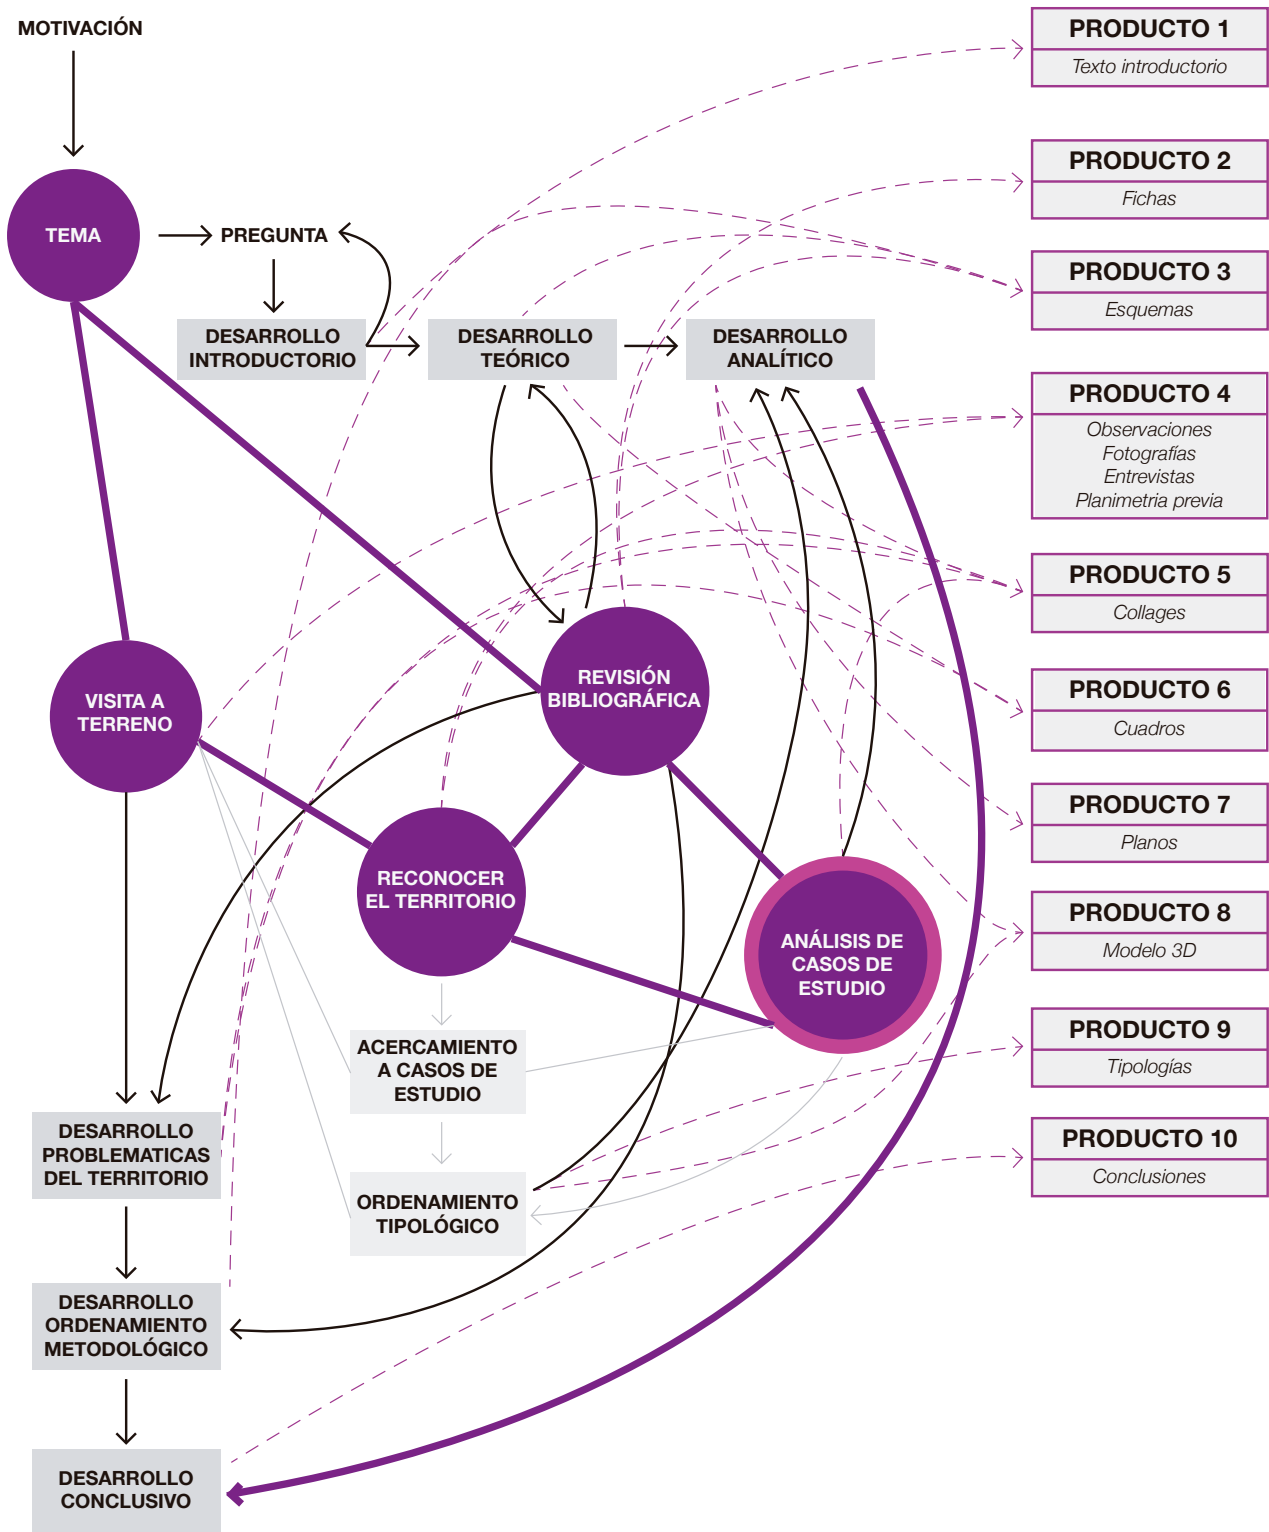 MOTIVACIÓN
TEMA
PREGUNTA
DESARROLLO
INTRODUCTORIO
DESARROLLO
TEÓRICO
DESARROLLO
ANALÍTICO
VISITA A
TERRENO
REVISIÓN
BIBLIOGRÁFICA
RECONOCER
EL TERRITORIO
ANÁLISIS DE
CASOS DE
ESTUDIO
ACERCAMIENTO
A CASOS DE
ESTUDIO
ORDENAMIENTO
TIPOLÓGICO
DESARROLLO
PROBLEMATICAS
DEL TERRITORIO
DESARROLLO
ORDENAMIENTO
METODOLÓGICO
DESARROLLO
CONCLUSIVO
PRODUCTO 1
Texto introductorio
PRODUCTO 2
Fichas
PRODUCTO 3
Esquemas
PRODUCTO 4
Observaciones
Fotografías
Entrevistas
Planimetria previa
PRODUCTO 5
Collages
PRODUCTO 6
Cuadros
PRODUCTO 7
Planos
PRODUCTO 8
Modelo 3D
PRODUCTO 9
Tipologías
PRODUCTO 10
Conclusiones